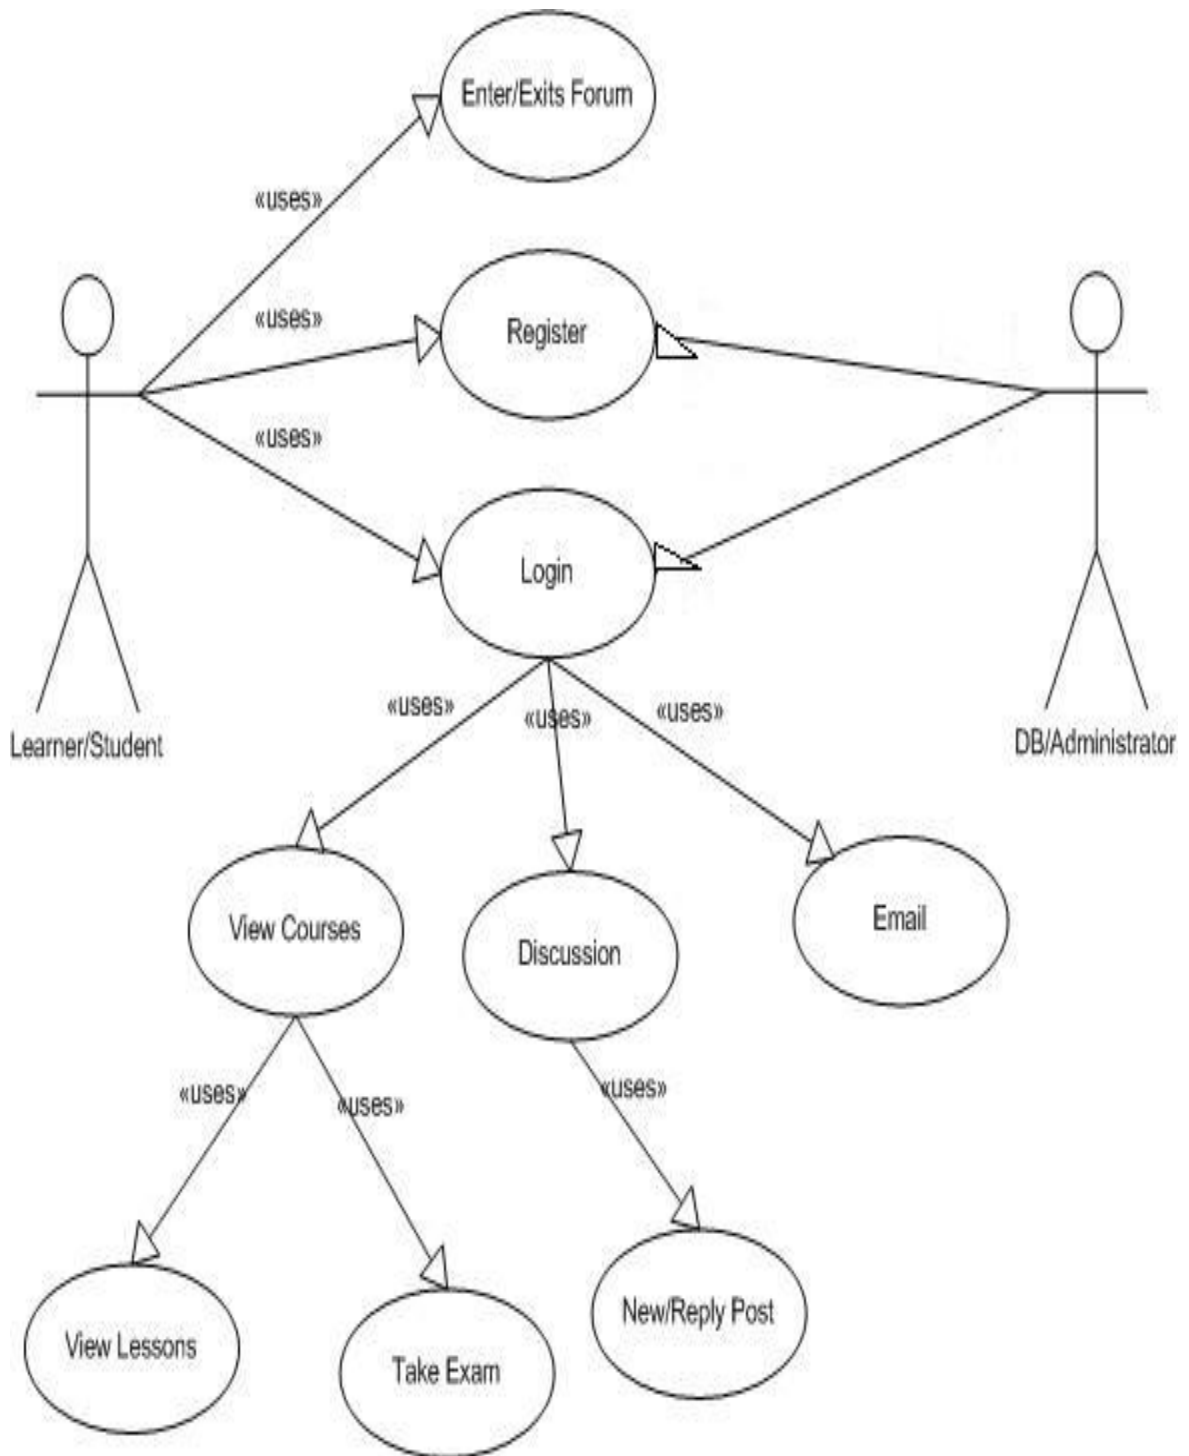 Enter/Exits Forum
«uses»
«uses»
Register
«uses»
Login
«uses»
«uses»
«uses»
Learner/Student
DB/Administrator
View Courses
Discussion
Email
«uses»
«uses»
«uses»
View Lessons
Take Exam
New/Reply Post